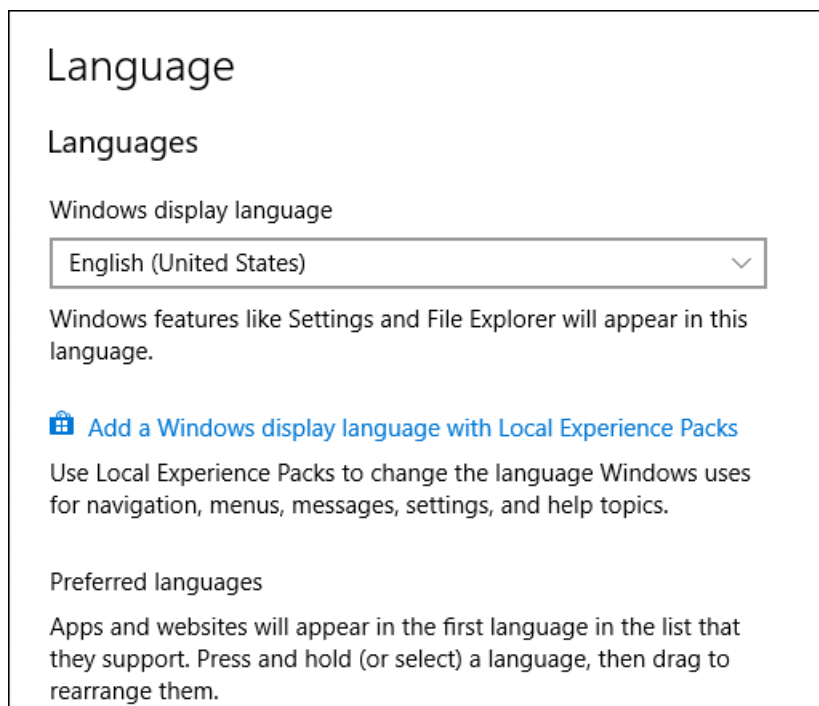 Language
Languages
Windows display language
English (United States)
Windows features like Settings and File Explorer will appear in this
language.
Add a Windows display language with Local Experience Packs
Use Local Experience Packs to change the language Windows uses
for navigation, menus, messages, settings, and help topics.
Preferred languages
Apps and websites will appear in the first language in the list that
they support. Press and hold (or select) a language, then drag to
rearrange them.